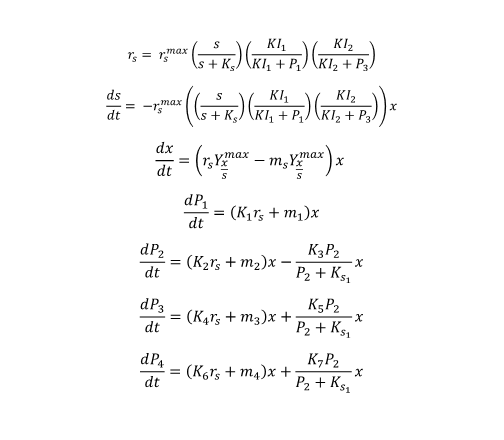 r_s = r_s^{max} (s / (s + K_s)) (KI_1 / (KI_1 + P_1)) (KI_2 / (KI_2 + P_3))
ds/dt = −r_s^{max} ((s / (s + K_s)) (KI_1 / (KI_1 + P_1)) (KI_2 / (KI_2 + P_3))) x
dx/dt = (r_s Y_{x/s}^{max} − m_s Y_{x/s}^{max}) x
dP_1/dt = (K_1 r_s + m_1)x
dP_2/dt = (K_2 r_s + m_2)x − (K_3 P_2 / (P_2 + K_{s_1})) x
dP_3/dt = (K_4 r_s + m_3)x + (K_5 P_2 / (P_2 + K_{s_1})) x
dP_4/dt = (K_6 r_s + m_4)x + (K_7 P_2 / (P_2 + K_{s_1})) x